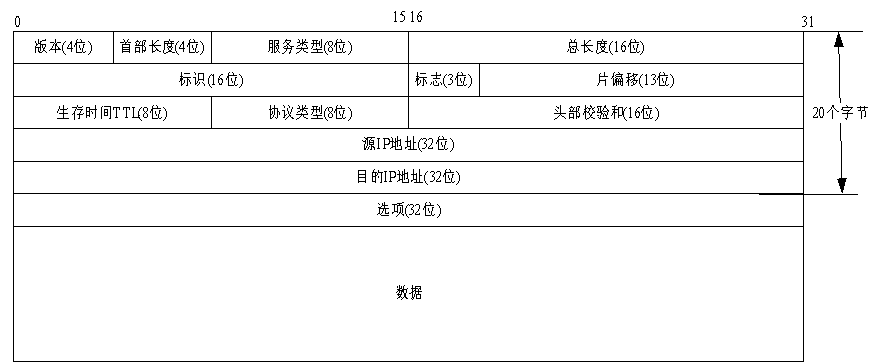 0 15 16 31
版本(4位) 首部长度(4位) 服务类型(8位) 总长度(16位)
标识(16位) 标志(3位) 片偏移(13位)
生存时间TTL(8位) 协议类型(8位) 头部校验和(16位)
20个字节
源IP地址(32位)
目的IP地址(32位)
选项(32位)
数据